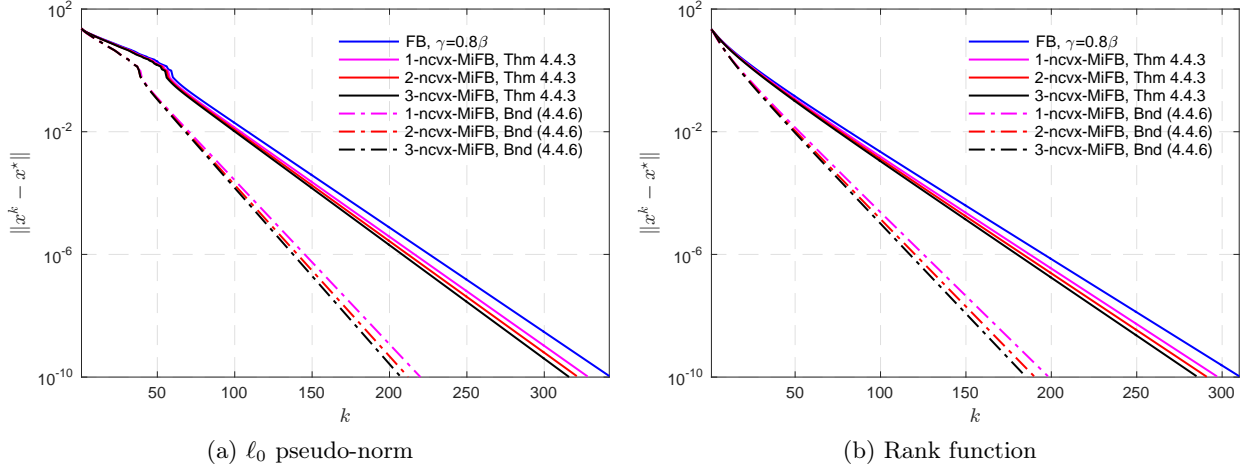 10^2
10^-2
10^-6
10^-10
‖x^k − x^⋆‖
50 100 150 200 250 300
k
FB, γ=0.8β
1-ncvx-MiFB, Thm 4.4.3
2-ncvx-MiFB, Thm 4.4.3
3-ncvx-MiFB, Thm 4.4.3
1-ncvx-MiFB, Bnd (4.4.6)
2-ncvx-MiFB, Bnd (4.4.6)
3-ncvx-MiFB, Bnd (4.4.6)
(a) ℓ_0 pseudo-norm
10^2
10^-2
10^-6
10^-10
‖x^k − x^⋆‖
50 100 150 200 250 300
k
FB, γ=0.8β
1-ncvx-MiFB, Thm 4.4.3
2-ncvx-MiFB, Thm 4.4.3
3-ncvx-MiFB, Thm 4.4.3
1-ncvx-MiFB, Bnd (4.4.6)
2-ncvx-MiFB, Bnd (4.4.6)
3-ncvx-MiFB, Bnd (4.4.6)
(b) Rank function